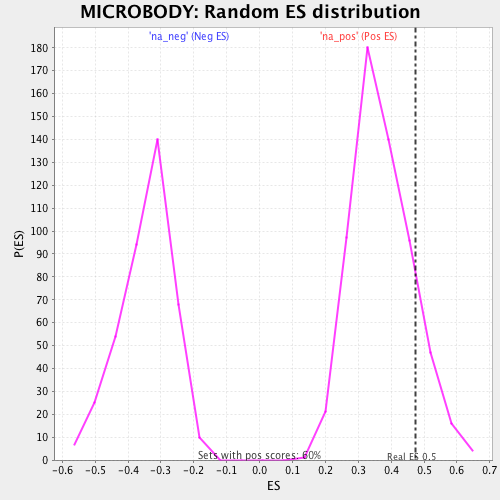 MICROBODY: Random ES distribution
'na_neg' (Neg ES) 'na_pos' (Pos ES)
180
170
160
150
140
130
120
110
100
90
80
70
60
50
40
30
20
10
0
P(ES)
Sets with pos scores: 60%
Real ES 0.5
-0.6 -0.5 -0.4 -0.3 -0.2 -0.1 0.0 0.1 0.2 0.3 0.4 0.5 0.6 0.7
ES